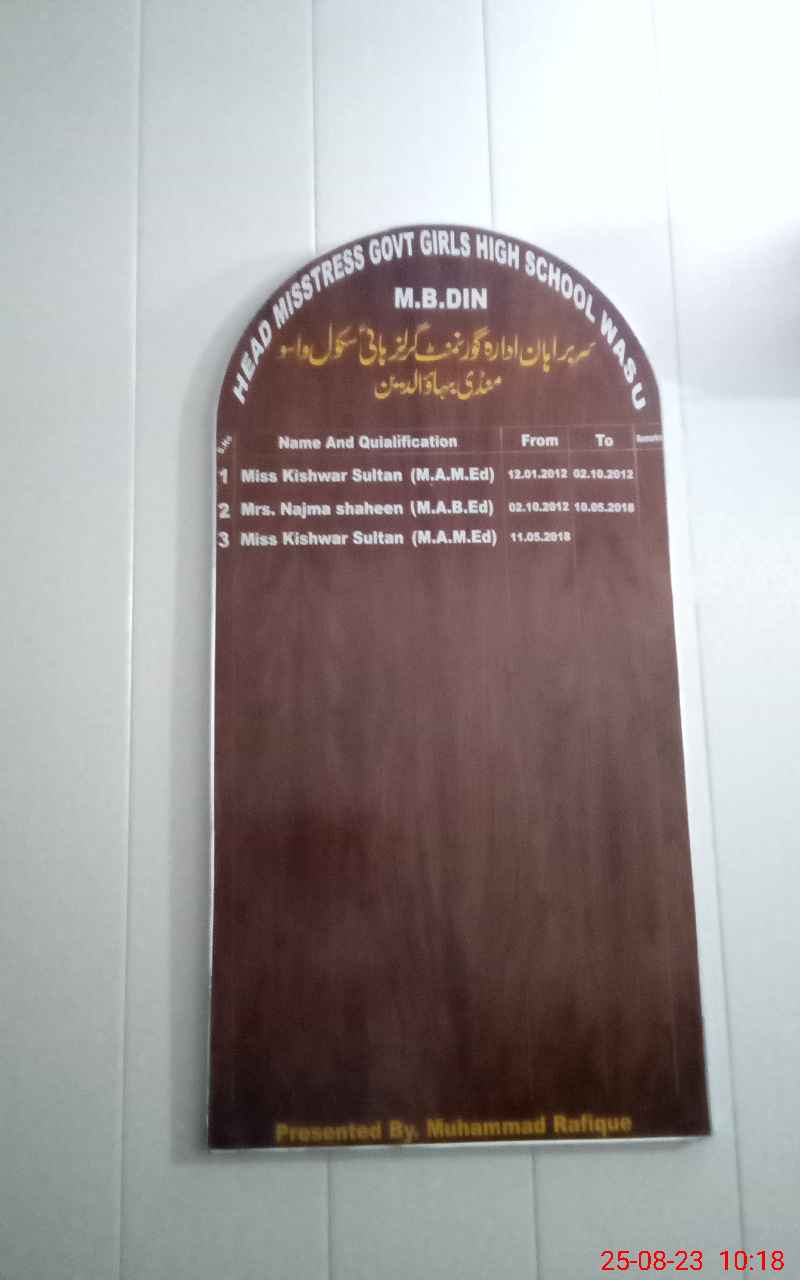 HEAD MISSTRESS GOVT GIRLS HIGH SCHOOL WASU
M.B.DIN
سربراہان ادارہ گورنمنٹ گرلز ہائی سکول واسو
منڈی بہاؤالدین
S.No Name And Quialification From To Remarks
1 Miss Kishwar Sultan (M.A.M.Ed) 12.01.2012 02.10.2012
2 Mrs. Najma shaheen (M.A.B.Ed) 02.10.2012 10.05.2018
3 Miss Kishwar Sultan (M.A.M.Ed) 11.05.2018
Presented By. Muhammad Rafique
25-08-23 10:18